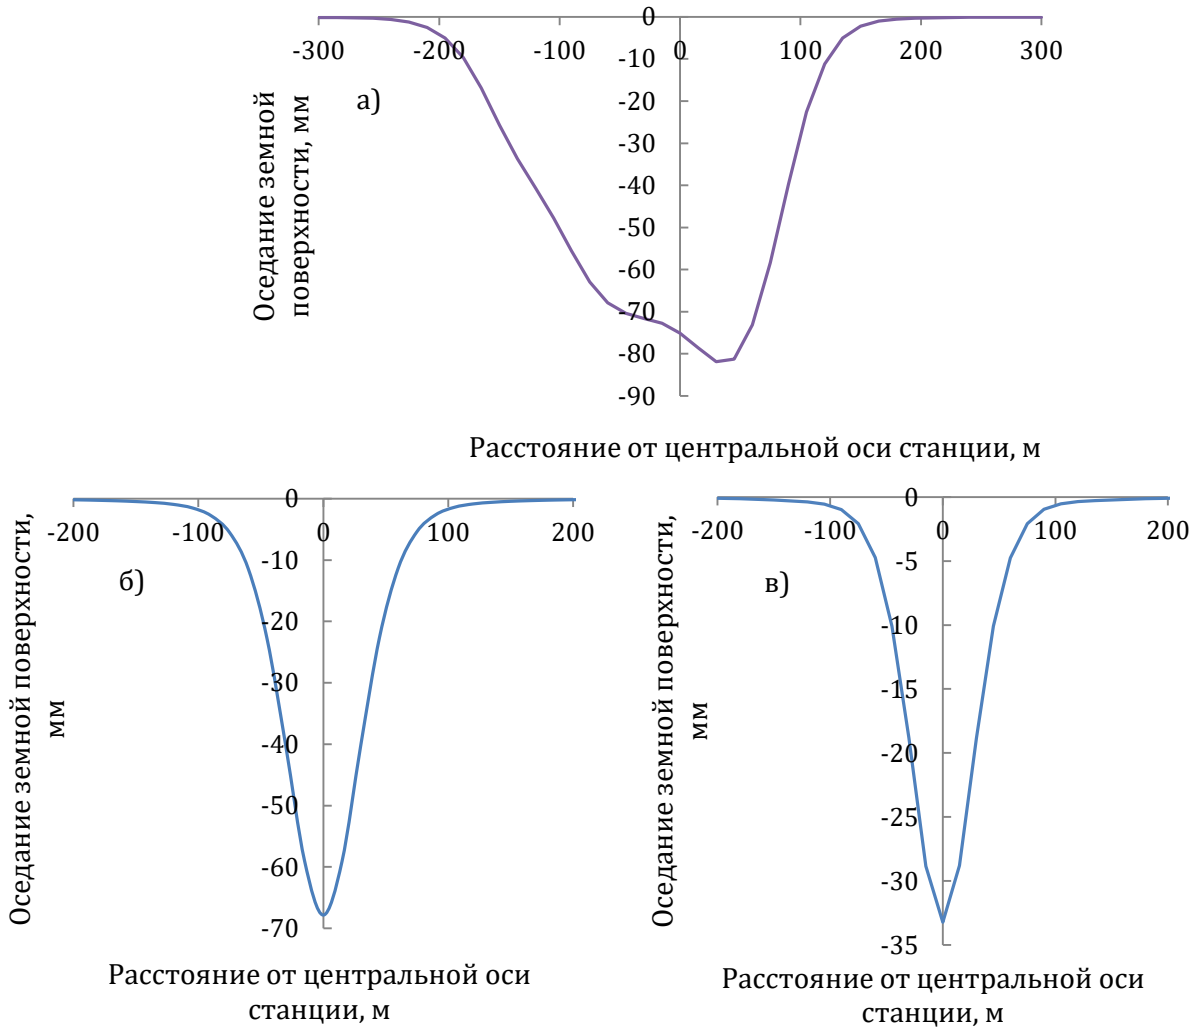 0
-300 -200 -100 0 100 200 300
-10
-20
-30
-40
-50
-60
-70
-80
-90
а)
Оседание земной
поверхности, мм
Расстояние от центральной оси станции, м
0
-200 -100 0 100 200
-10
-20
-30
-40
-50
-60
-70
б)
Оседание земной поверхности,
мм
Расстояние от центральной оси
станции, м
0
-200 -100 0 100 200
-5
-10
-15
-20
-25
-30
-35
в)
Оседание земной поверхности,
мм
Расстояние от центральной оси
станции, м